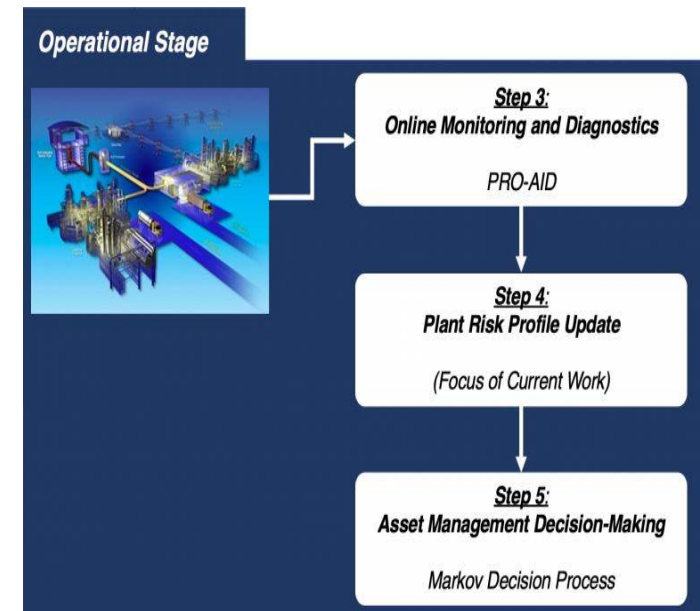 Operational Stage
Step 3:
Online Monitoring and Diagnostics
PRO-AID
Step 4:
Plant Risk Profile Update
(Focus of Current Work)
Step 5:
Asset Management Decision-Making
Markov Decision Process